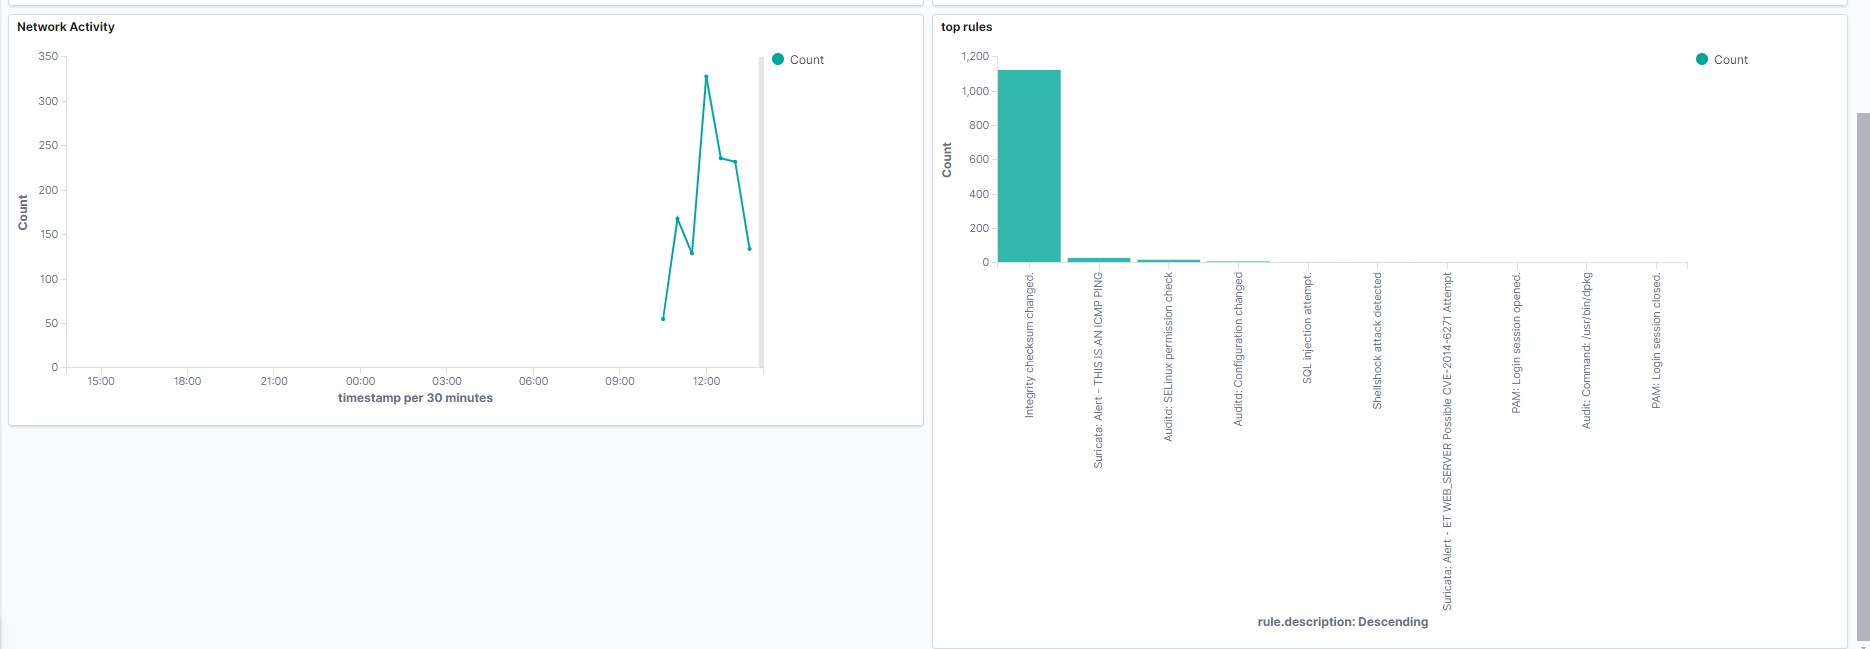 Network Activity
350
300
250
200
150
100
50
0
Count
15:00
18:00
21:00
00:00
03:00
06:00
09:00
12:00
timestamp per 30 minutes
Count
top rules
1,200
1,000
800
600
400
200
0
Count
Integrity checksum changed.
Suricata: Alert - THIS IS AN ICMP PING
Auditd: SELinux permission check
Auditd: Configuration changed
SQL injection attempt.
Shellshock attack detected
Suricata: Alert - ET WEB_SERVER Possible CVE-2014-6271 Attempt
PAM: Login session opened.
Audit: Command: /usr/bin/dpkg
PAM: Login session closed.
rule.description: Descending
Count